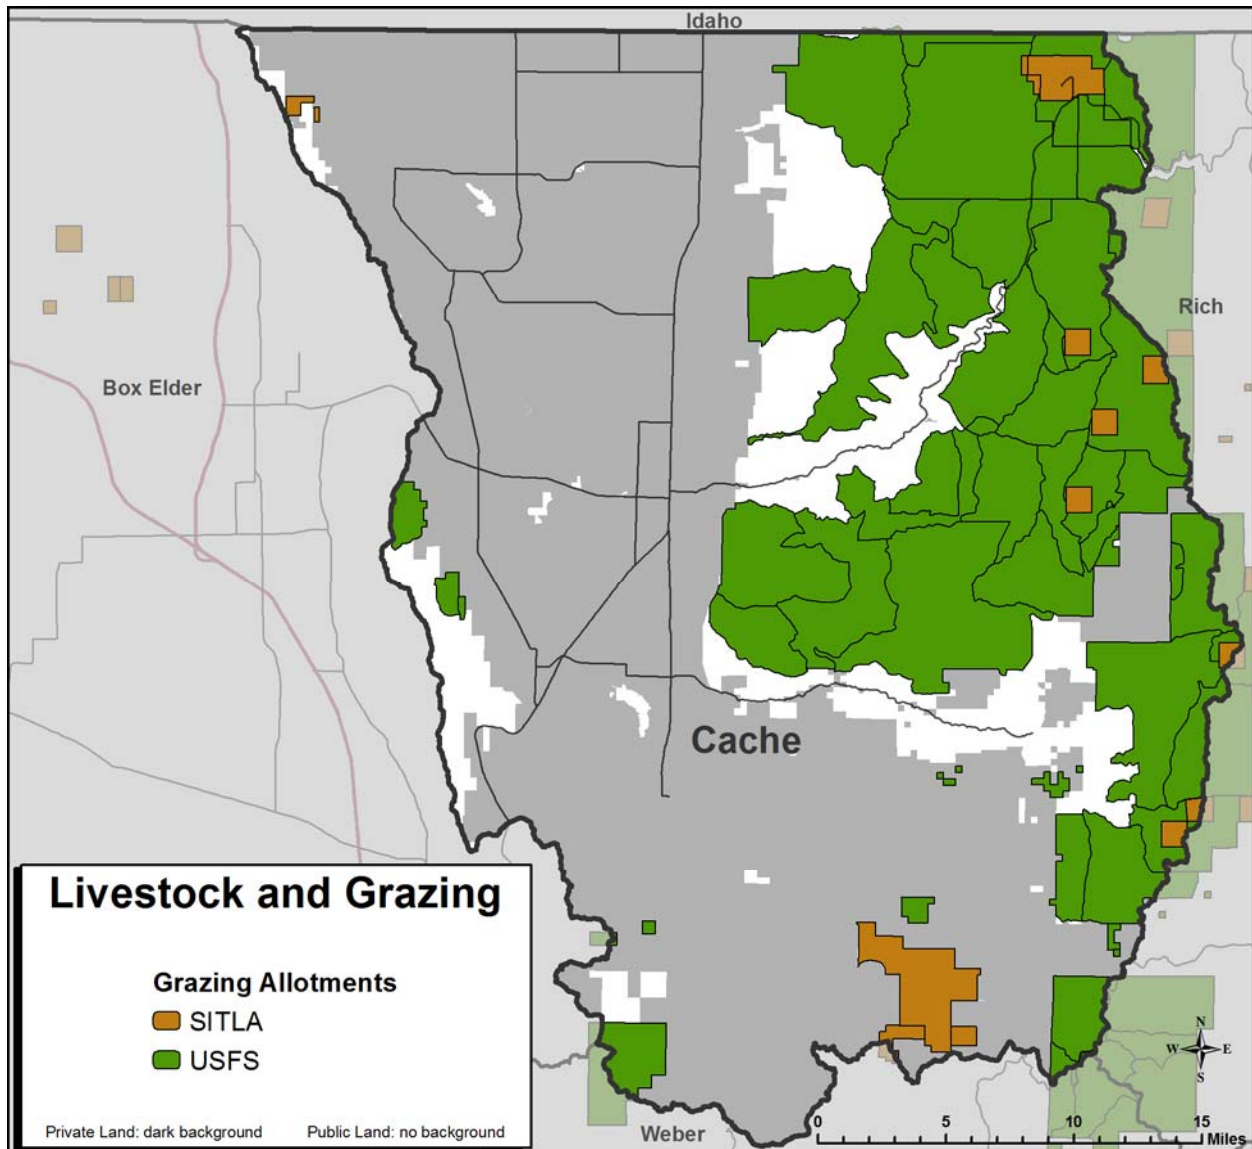 Idaho
Rich
Box Elder
Cache
Livestock and Grazing
Grazing Allotments
SITLA
USFS
Private Land: dark background Public Land: no background
Weber
N
W E
S
0 5 10 15
Miles